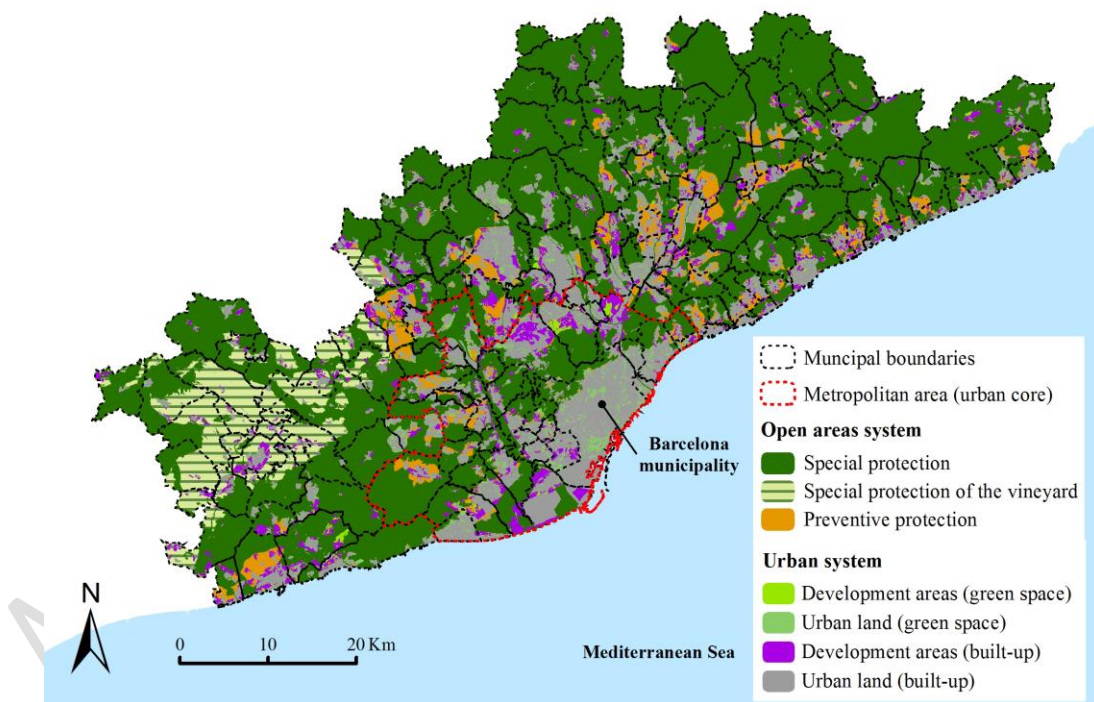 Muncipal boundaries
Metropolitan area (urban core)
Open areas system
Special protection
Special protection of the vineyard
Preventive protection
Urban system
Development areas (green space)
Urban land (green space)
Development areas (built-up)
Urban land (built-up)
Barcelona
municipality
N
0 10 20 Km
Mediterranean Sea